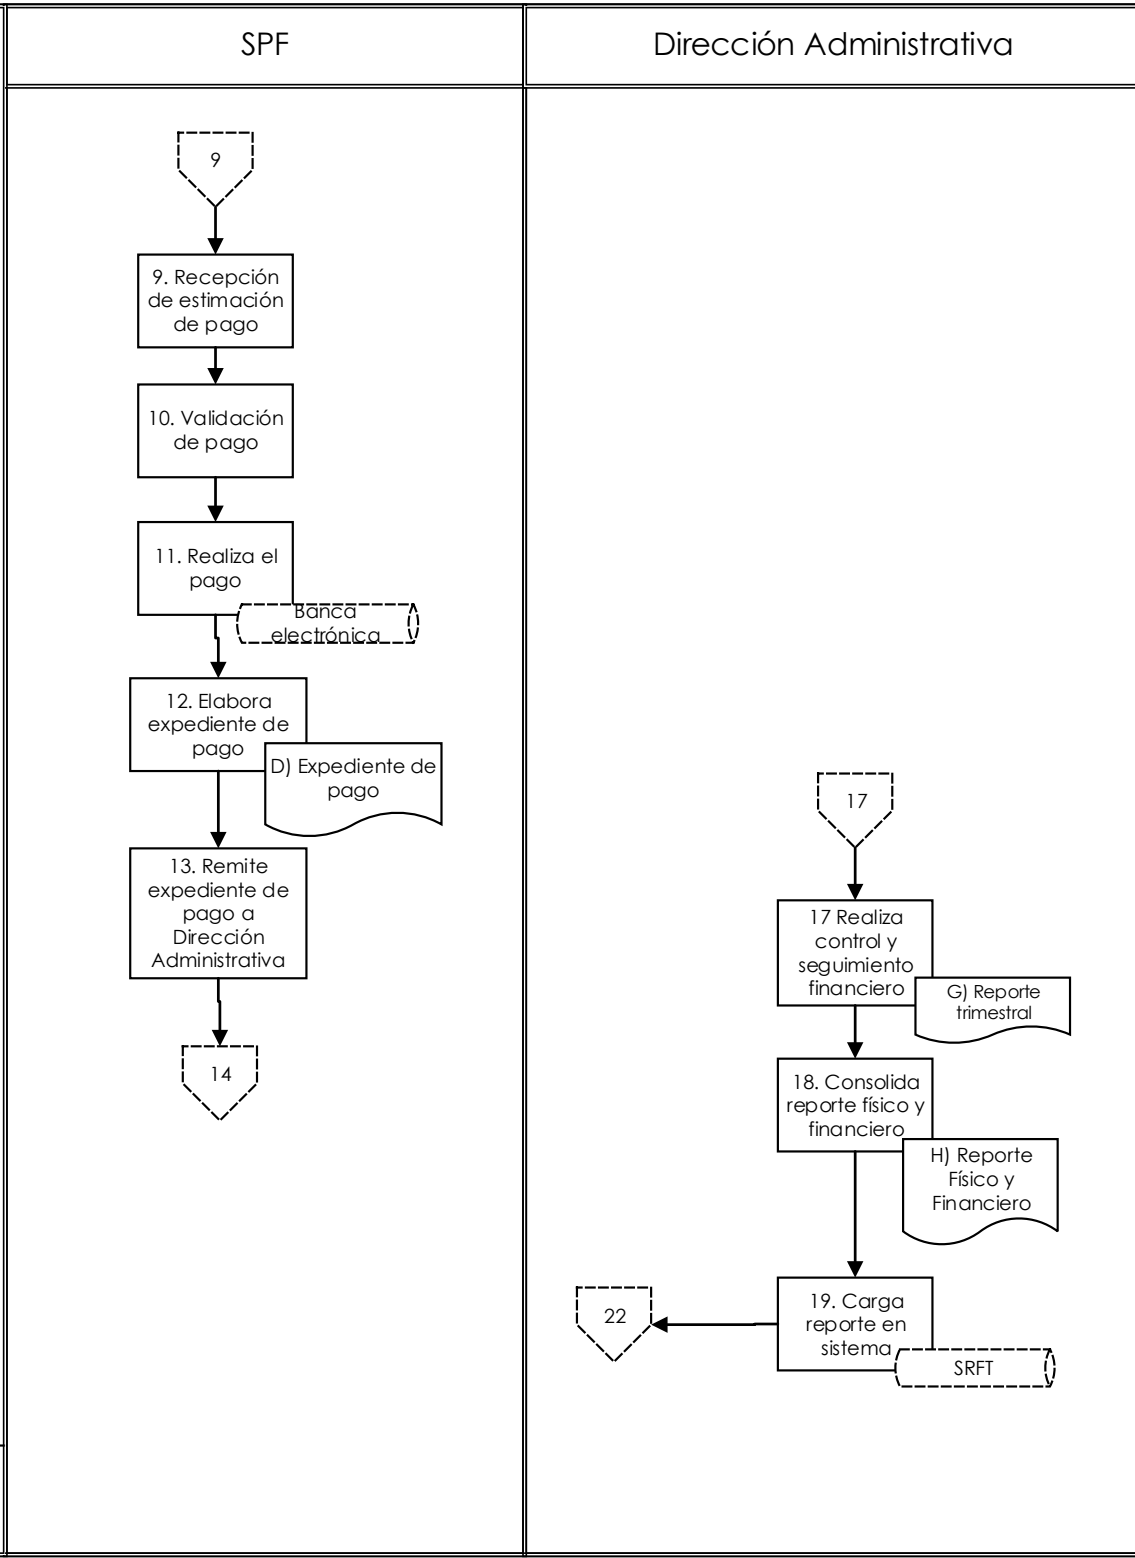 SPF
Dirección Administrativa
9
9. Recepción
de estimación
de pago
10. Validación
de pago
11. Realiza el
pago
Banca
electrónica
12. Elabora
expediente de
pago
D) Expediente de
pago
13. Remite
expediente de
pago a
Dirección
Administrativa
14
17
17 Realiza
control y
seguimiento
financiero
G) Reporte
trimestral
18. Consolida
reporte físico y
financiero
H) Reporte
Físico y
Financiero
19. Carga
reporte en
sistema
SRFT
22